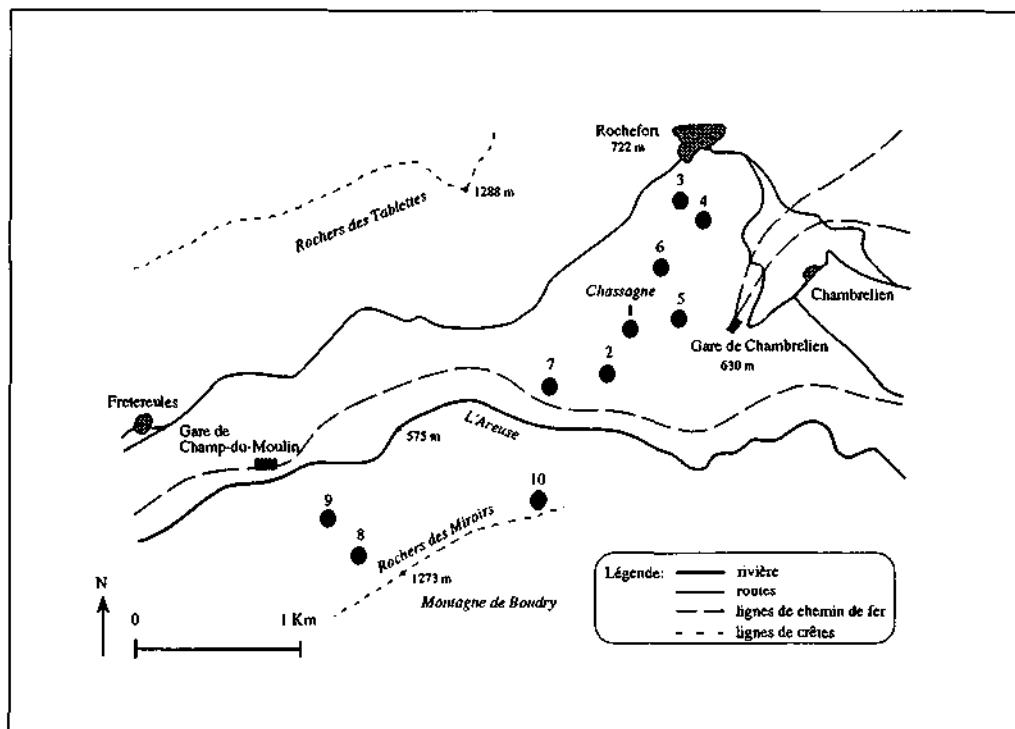 Rochefort
722 m
3
4
1288 m
Rochers des Tablettes
6
Chassagne
1
5
Chambrelien
Gare de Chambrelien
630 m
2
7
Fretereules
Gare de
Champ-du-Moulin
575 m
L'Areuse
10
9
8
Rochers des Miroirs
1273 m
Montagne de Boudry
N
0 1 Km
Légende:
rivière
routes
lignes de chemin de fer
lignes de crêtes